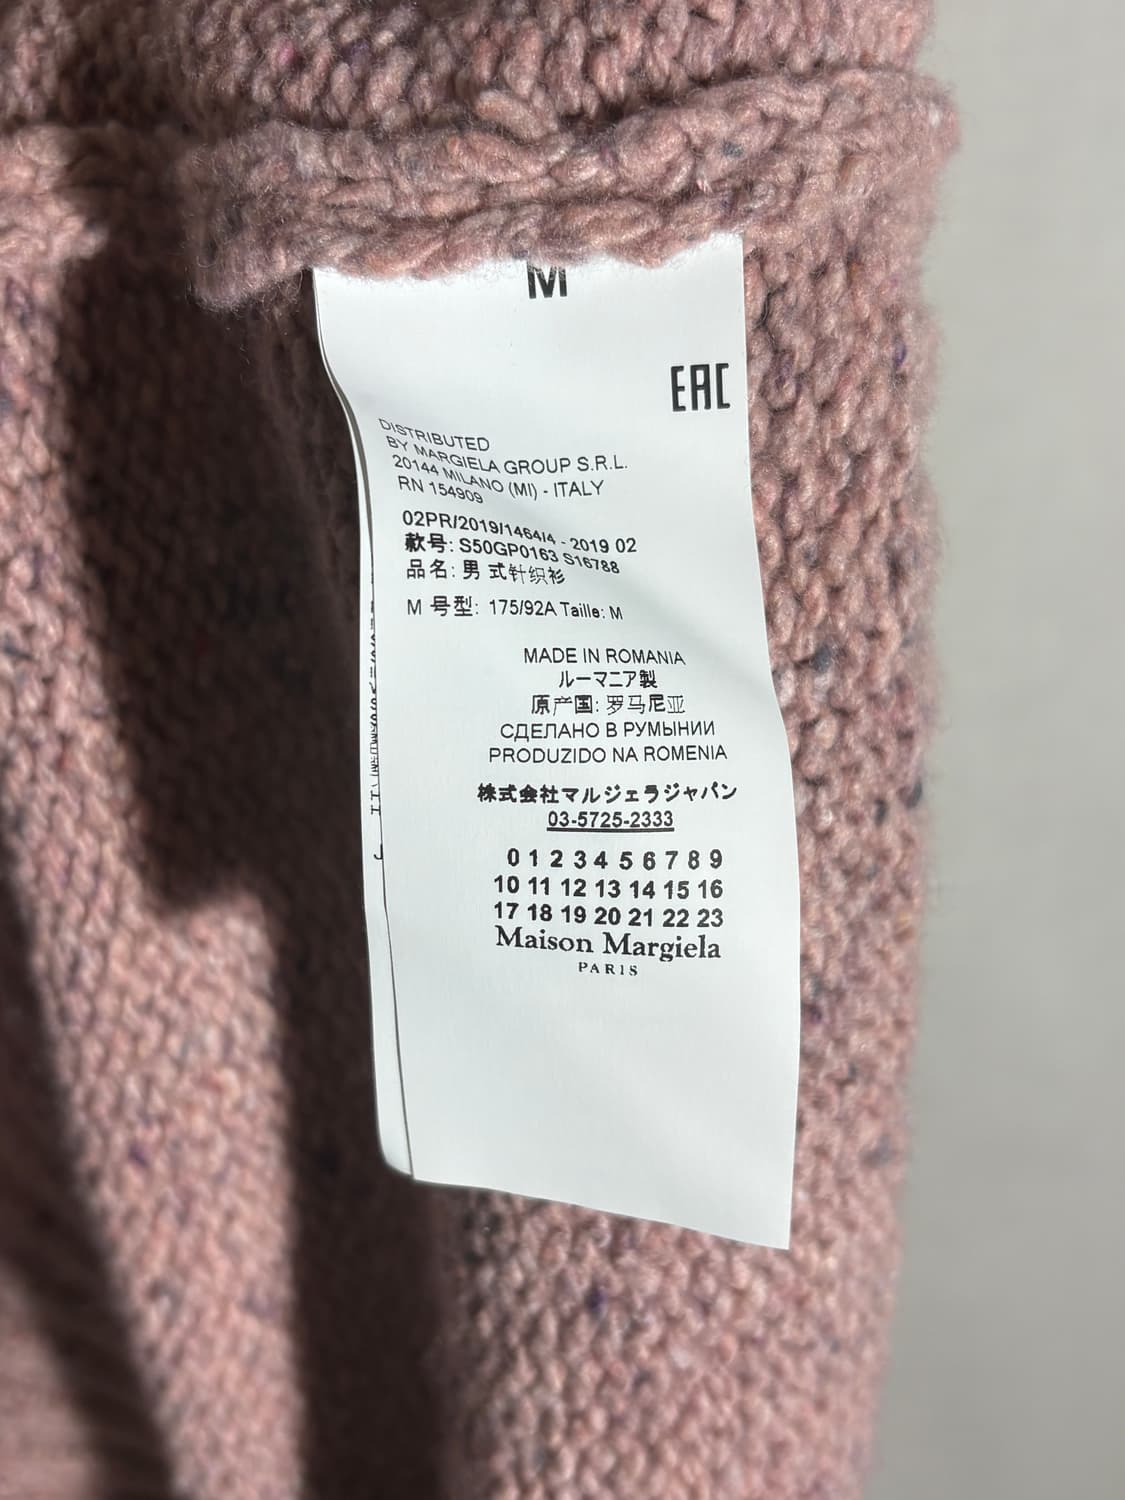 M
EAC
DISTRIBUTED
BY MARGIELA GROUP S.R.L.
20144 MILANO (MI) - ITALY
RN 154909
02PR/2019/1464/4 - 2019 02
款号: S50GP0163 S16788
品名: 男 式针织衫
M 号型: 175/92A Taille: M
MADE IN ROMANIA
ルーマニア製
原产国: 罗马尼亚
СДЕЛАНО В РУМЫНИИ
PRODUZIDO NA ROMENIA
株式会社マルジェラジャパン
03-5725-2333
0 1 2 3 4 5 6 7 8 9
10 11 12 13 14 15 16
17 18 19 20 21 22 23
Maison Margiela
PARIS